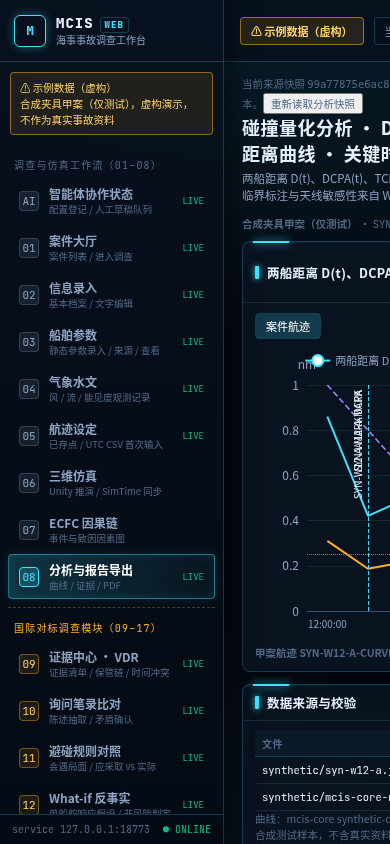 M
MCIS WEB
海事事故调查工作台
⚠ 示例数据（虚构）
合成夹具甲案（仅测试），虚构演示，
不作为真实事故资料
调查与仿真工作流（01–08）
AI 智能体协作状态 LIVE
配置登记 / 人工草稿队列
01 案件大厅 LIVE
案件列表 / 进入调查
02 信息录入 LIVE
基本档案 / 文字编辑
03 船舶参数 LIVE
静态参数录入 / 来源 / 查看
04 气象水文 LIVE
风 / 流 / 能见度观测记录
05 航迹设定 LIVE
已存点 / UTC CSV 首次输入
06 三维仿真
Unity 推演 / SimTime 同步
07 ECFC 因果链
事件与致因因素图
08 分析与报告导出 LIVE
曲线 / 证据 / PDF
国际对标调查模块（09–17）
09 证据中心 · VDR LIVE
证据清单 / 保管链 / 时间冲突
10 询问笔录比对 LIVE
陈述抽取 / 矛盾确认
11 避碰规则对照 LIVE
会遇局面 / 应采取 vs 实际
12 What-if 反事实 LIVE
service 127.0.0.1:18773 ● ONLINE
⚠ 示例数据（虚构）
当前来源快照 99a77875e6ac8
本。 重新读取分析快照
碰撞量化分析 · D
距离曲线 · 关键时
两船距离 D(t)、DCPA(t)、TC
临界标注与天线敏感性来自 W
合成夹具甲案（仅测试） · SYN
两船距离 D(t)、DCPA
案件航迹
两船距离 D
nm
1
0.8
0.6
0.4
0.2
0
12:00:00
甲案航迹 SYN-W12-A-CURV
数据来源与校验
文件
synthetic/syn-w12-a.j
synthetic/mcis-core-
曲线：mcis-core synthetic-c
合成测试样本，不含真实资料